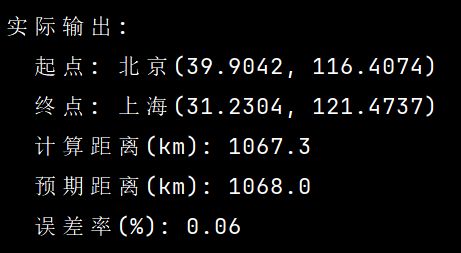 实际输出:
起点: 北京(39.9042, 116.4074)
终点: 上海(31.2304, 121.4737)
计算距离(km): 1067.3
预期距离(km): 1068.0
误差率(%): 0.06